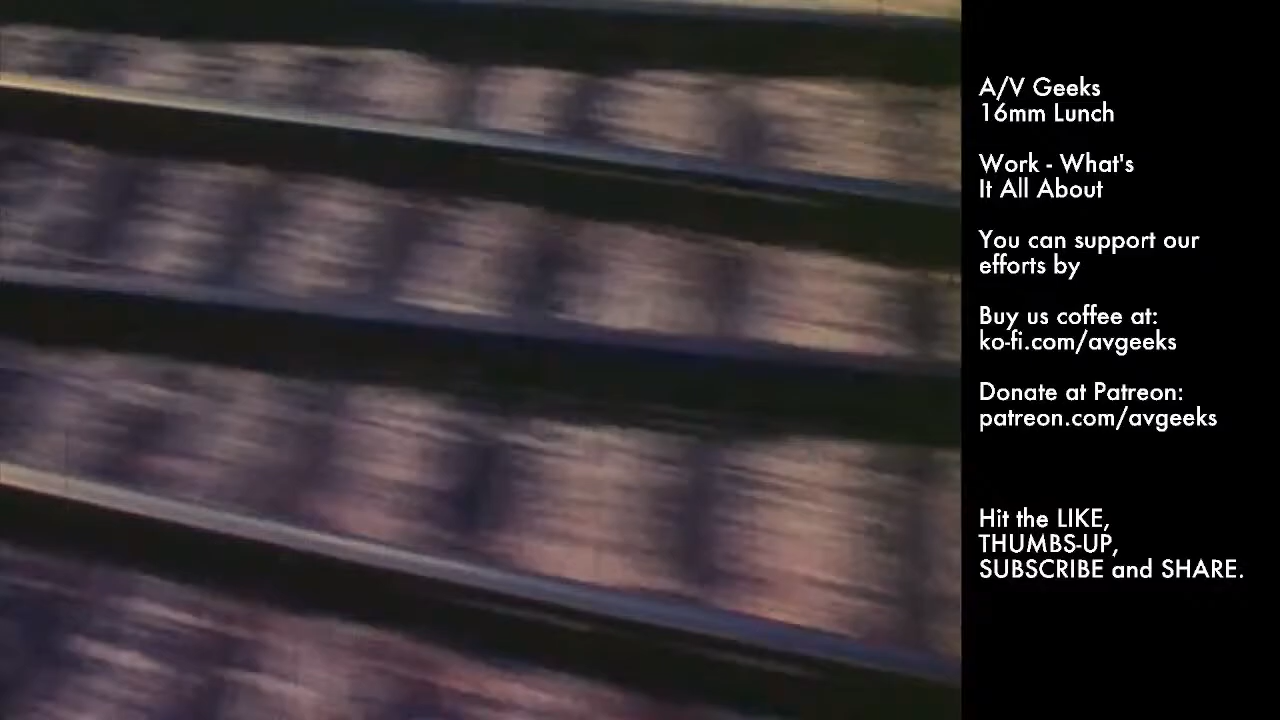 A/V Geeks
16mm Lunch
Work - What's
It All About
You can support our
efforts by
Buy us coffee at:
ko-fi.com/avgeeks
Donate at Patreon:
patreon.com/avgeeks
Hit the LIKE,
THUMBS-UP,
SUBSCRIBE and SHARE.